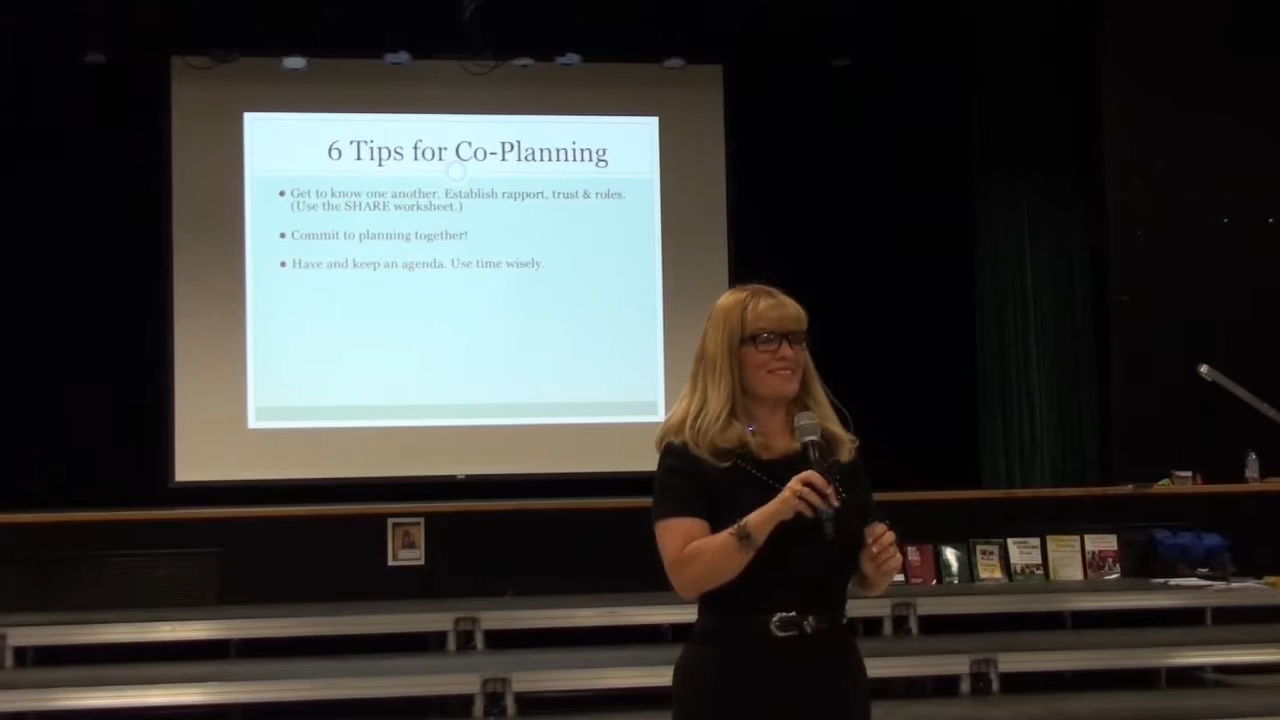 6 Tips for Co-Planning
Get to know one another. Establish rapport, trust & roles.
(Use the SHARE worksheet.)
Commit to planning together!
Have and keep an agenda. Use time wisely.